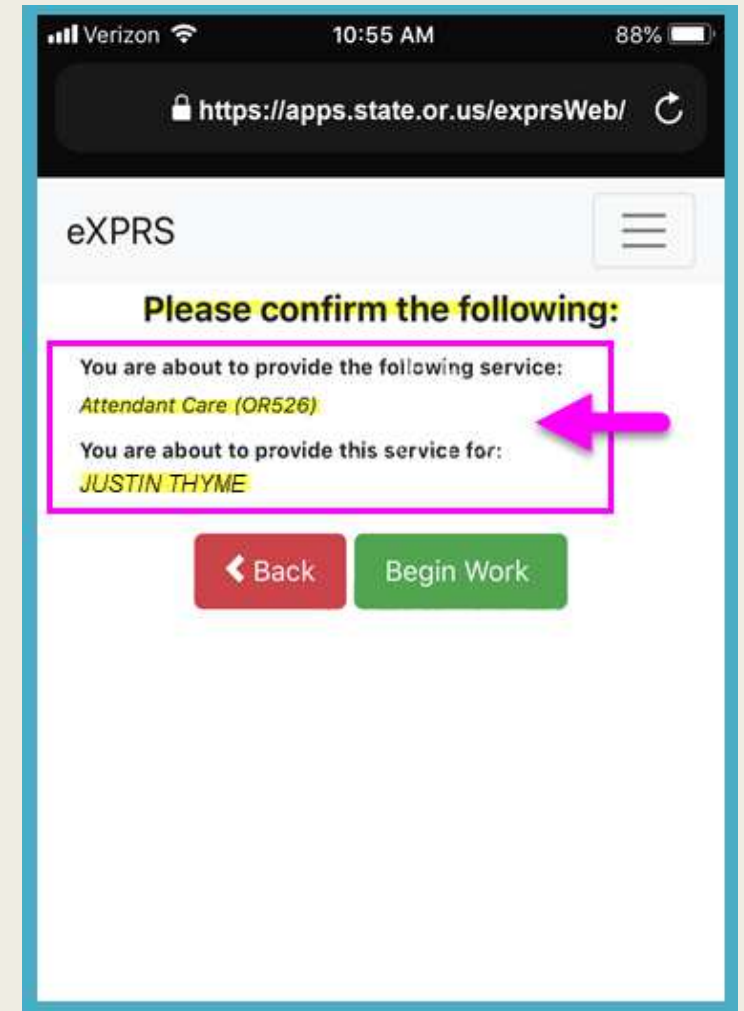 Verizon 10:55 AM 88%
https://apps.state.or.us/exprsWeb/
eXPRS
Please confirm the following:
You are about to provide the following service:
Attendant Care (OR526)
You are about to provide this service for:
JUSTIN THYME
Back Begin Work